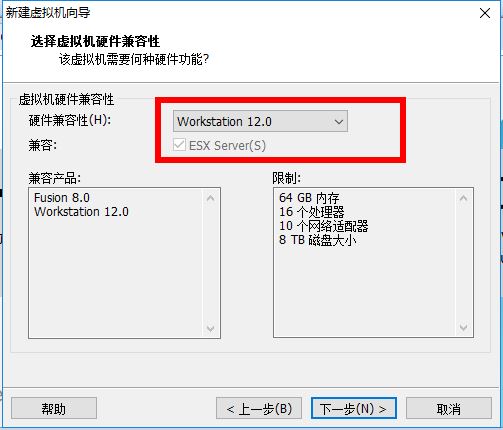 新建虚拟机向导
选择虚拟机硬件兼容性
该虚拟机需要何种硬件功能?
虚拟机硬件兼容性
硬件兼容性(H): Workstation 12.0
兼容: ESX Server(S)
兼容产品:
Fusion 8.0
Workstation 12.0
限制:
64 GB 内存
16 个处理器
10 个网络适配器
8 TB 磁盘大小
帮助 < 上一步(B) 下一步(N) > 取消